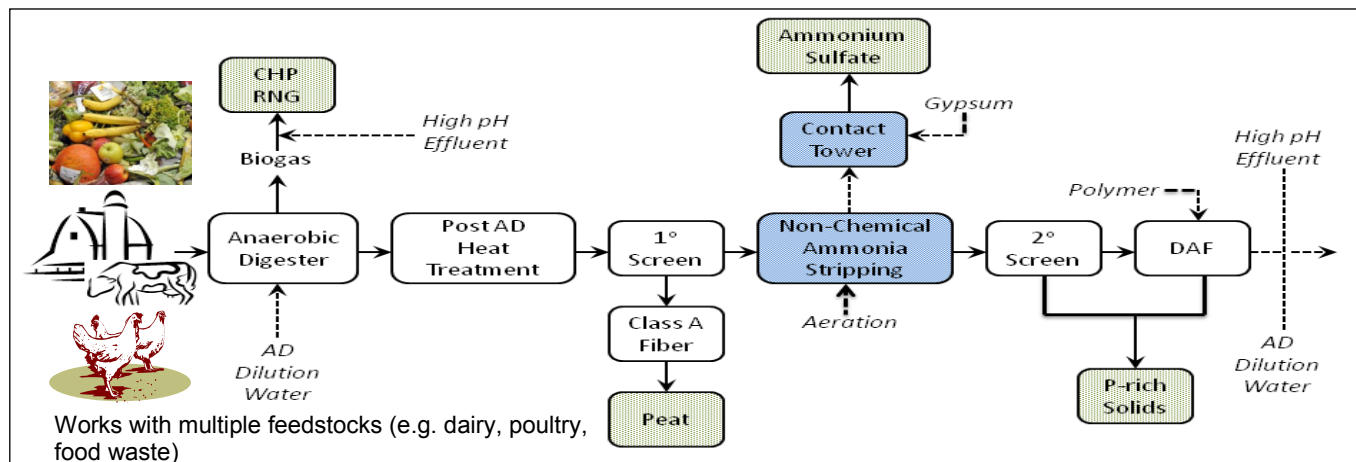 CHP
RNG
High pH
Effluent
Biogas
Anaerobic
Digester
AD
Dilution
Water
Post AD
Heat
Treatment
1° Screen
Class A
Fiber
Peat
Ammonium
Sulfate
Gypsum
Contact
Tower
Non-Chemical
Ammonia
Stripping
Aeration
2° Screen
Polymer
DAF
P-rich
Solids
High pH
Effluent
AD
Dilution
Water
Works with multiple feedstocks (e.g. dairy, poultry,
food waste)